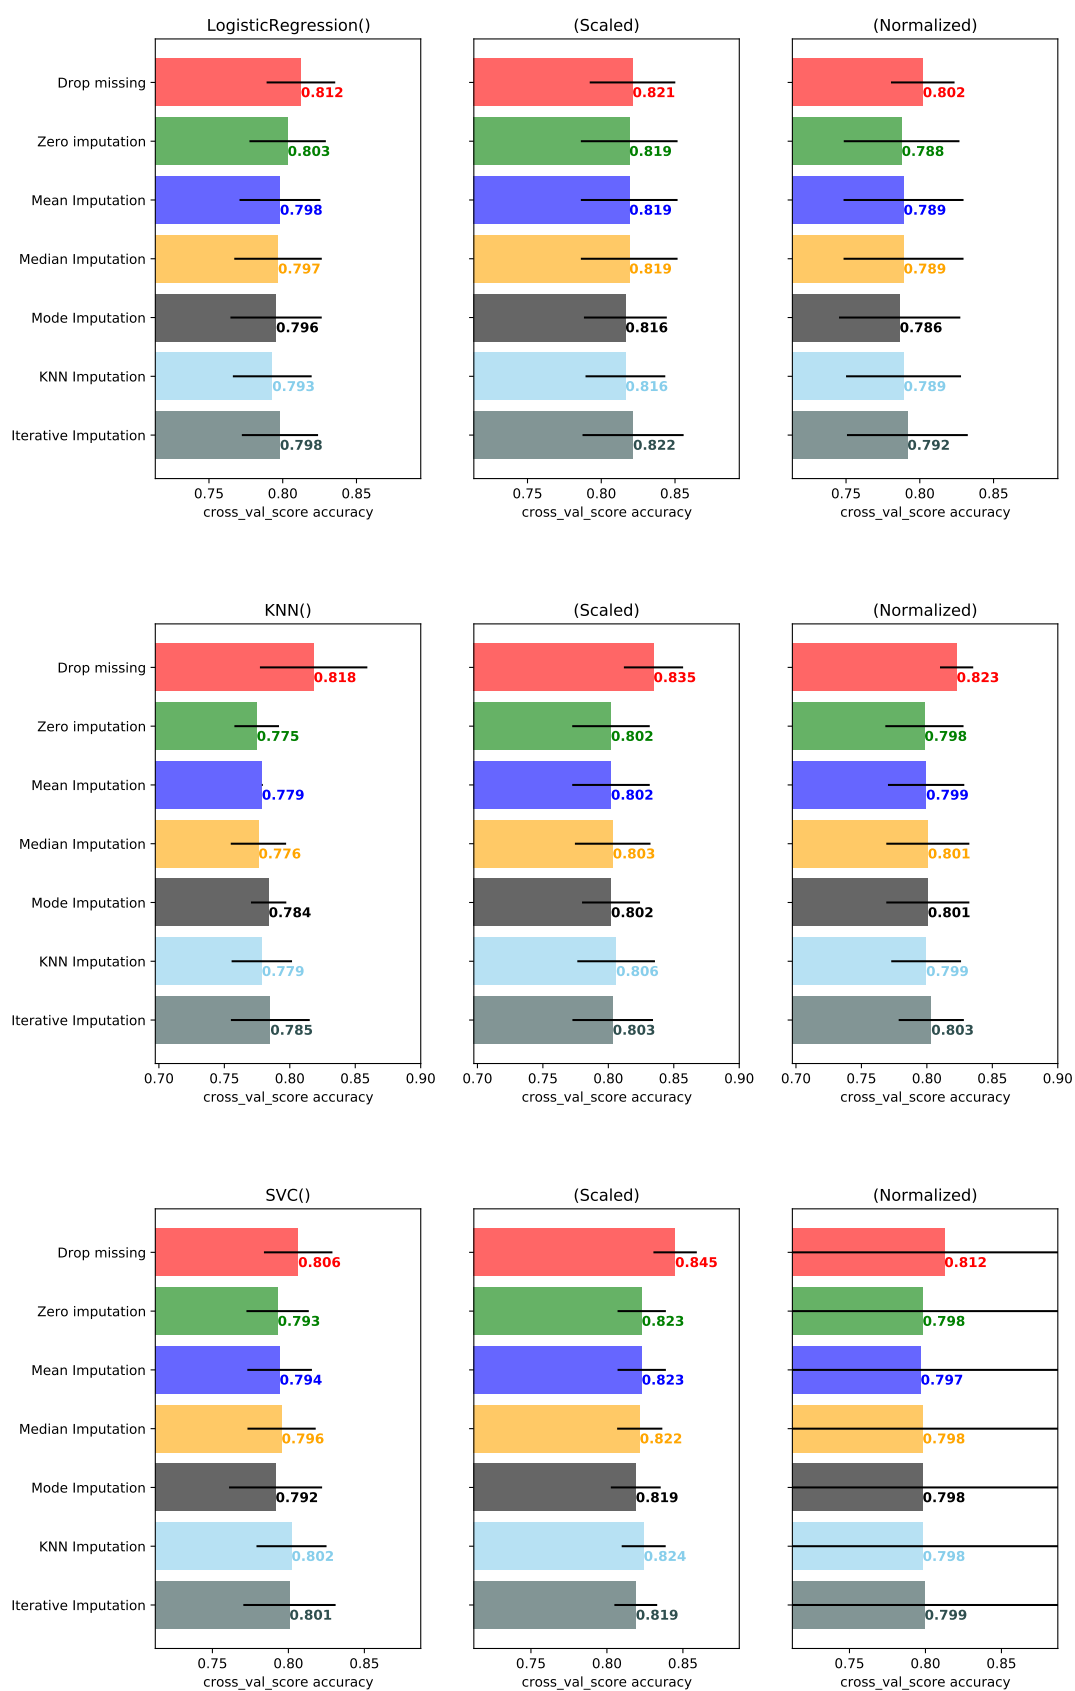 LogisticRegression() (Scaled) (Normalized)
Drop missing 0.812 0.821 0.802
Zero imputation 0.803 0.819 0.788
Mean Imputation 0.798 0.819 0.789
Median Imputation 0.797 0.819 0.789
Mode Imputation 0.796 0.816 0.786
KNN Imputation 0.793 0.816 0.789
Iterative Imputation 0.798 0.822 0.792
0.75 0.80 0.85 0.75 0.80 0.85 0.75 0.80 0.85
cross_val_score accuracy cross_val_score accuracy cross_val_score accuracy
KNN() (Scaled) (Normalized)
Drop missing 0.818 0.835 0.823
Zero imputation 0.775 0.802 0.798
Mean Imputation 0.779 0.802 0.799
Median Imputation 0.776 0.803 0.801
Mode Imputation 0.784 0.802 0.801
KNN Imputation 0.779 0.806 0.799
Iterative Imputation 0.785 0.803 0.803
0.70 0.75 0.80 0.85 0.90 0.70 0.75 0.80 0.85 0.90 0.70 0.75 0.80 0.85 0.90
cross_val_score accuracy cross_val_score accuracy cross_val_score accuracy
SVC() (Scaled) (Normalized)
Drop missing 0.806 0.845 0.812
Zero imputation 0.793 0.823 0.798
Mean Imputation 0.794 0.823 0.797
Median Imputation 0.796 0.822 0.798
Mode Imputation 0.792 0.819 0.798
KNN Imputation 0.802 0.824 0.798
Iterative Imputation 0.801 0.819 0.799
0.75 0.80 0.85 0.75 0.80 0.85 0.75 0.80 0.85
cross_val_score accuracy cross_val_score accuracy cross_val_score accuracy